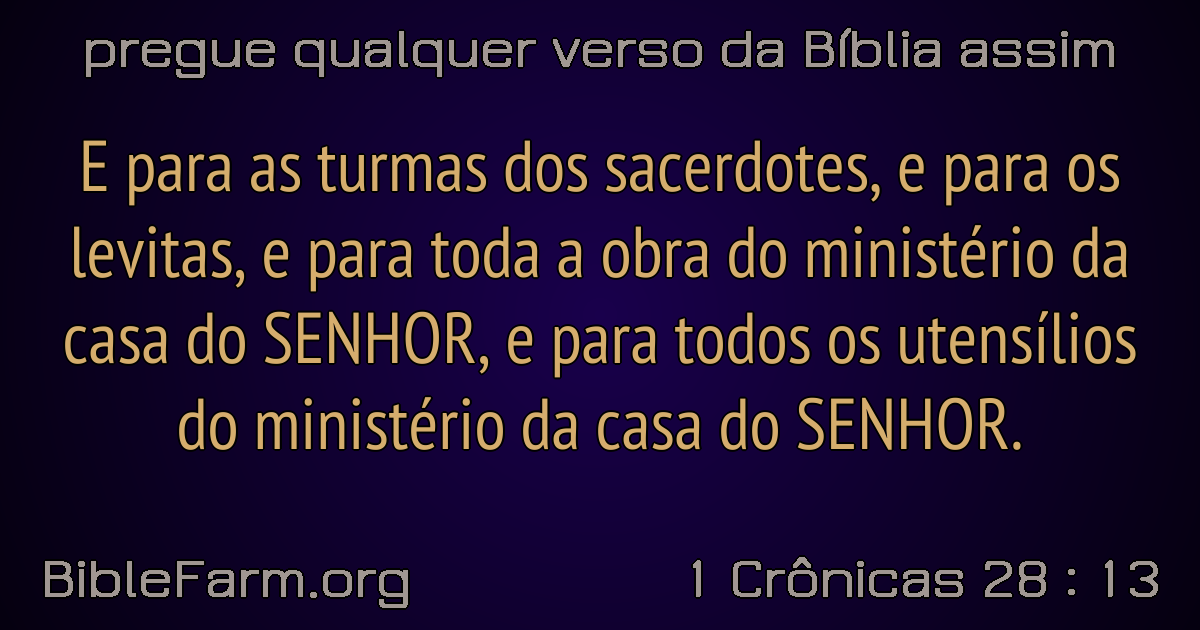 pregue qualquer verso da Bíblia assim
E para as turmas dos sacerdotes, e para os
levitas, e para toda a obra do ministério da
casa do SENHOR, e para todos os utensílios
do ministério da casa do SENHOR.
BibleFarm.org
1 Crônicas 28 : 13